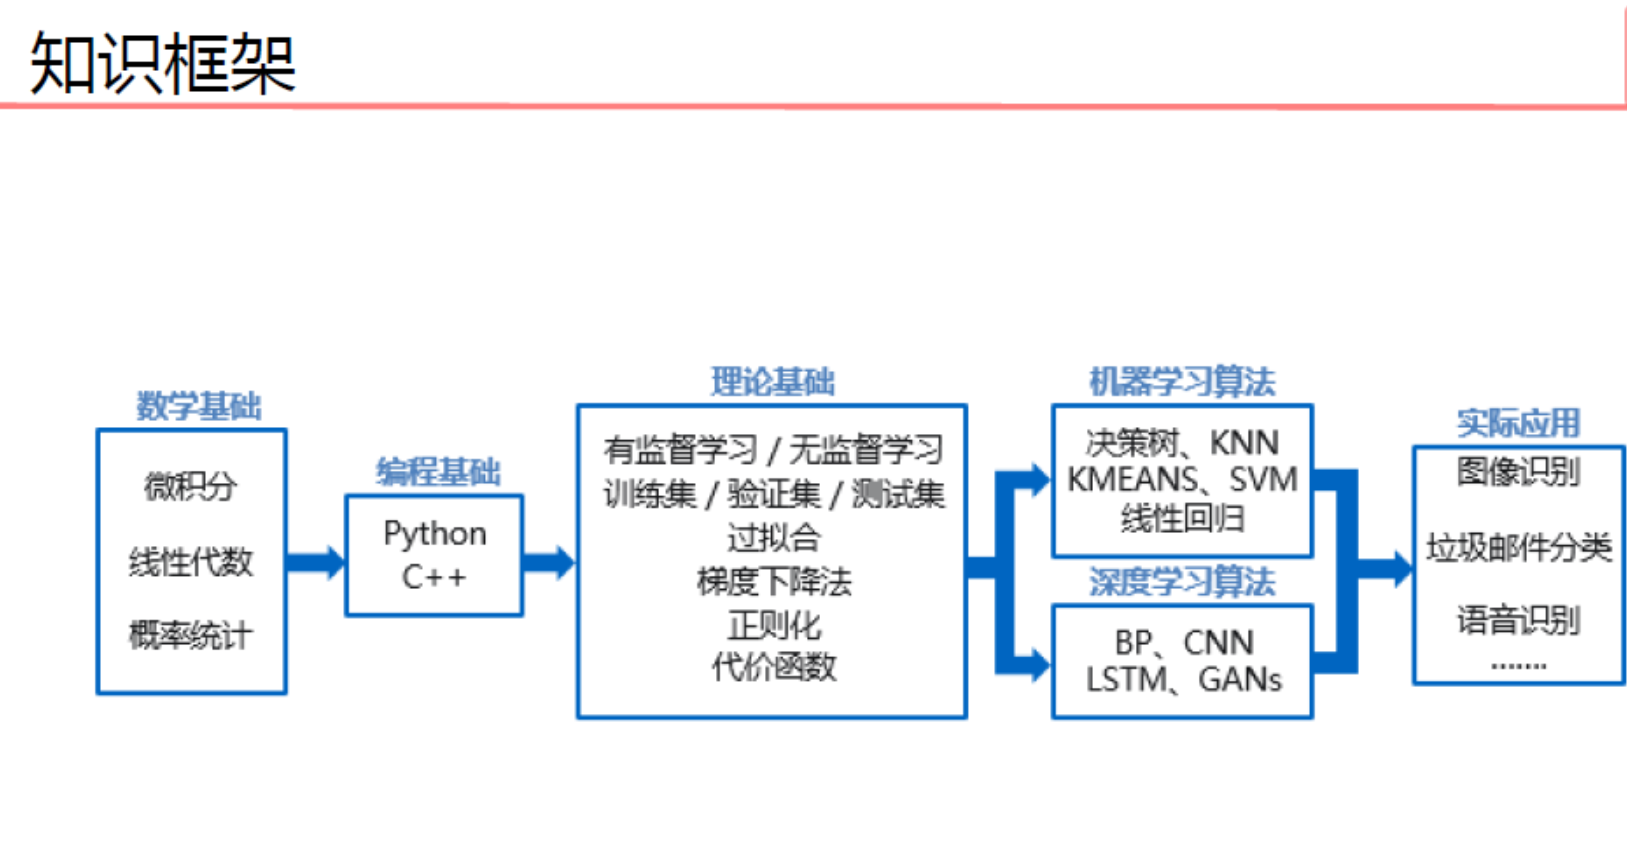 知识框架
数学基础
微积分
线性代数
概率统计
编程基础
Python
C++
理论基础
有监督学习 / 无监督学习
训练集 / 验证集 / 测试集
过拟合
梯度下降法
正则化
代价函数
机器学习算法
决策树、KNN
KMEANS、SVM
线性回归
深度学习算法
BP、CNN
LSTM、GANs
实际应用
图像识别
垃圾邮件分类
语音识别
.......